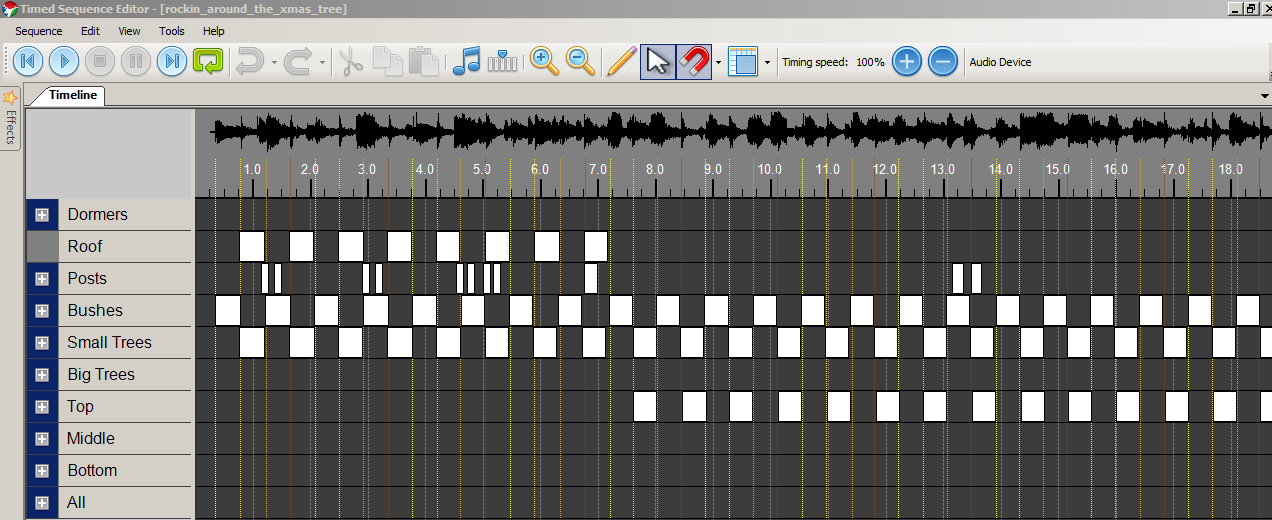 Timed Sequence Editor - [rockin_around_the_xmas_tree]
Sequence Edit View Tools Help
Timing speed: 100% Audio Device
Timeline
Effects
1.0 2.0 3.0 4.0 5.0 6.0 7.0 8.0 9.0 10.0 11.0 12.0 13.0 14.0 15.0 16.0 17.0 18.0
Dormers
Roof
Posts
Bushes
Small Trees
Big Trees
Top
Middle
Bottom
All